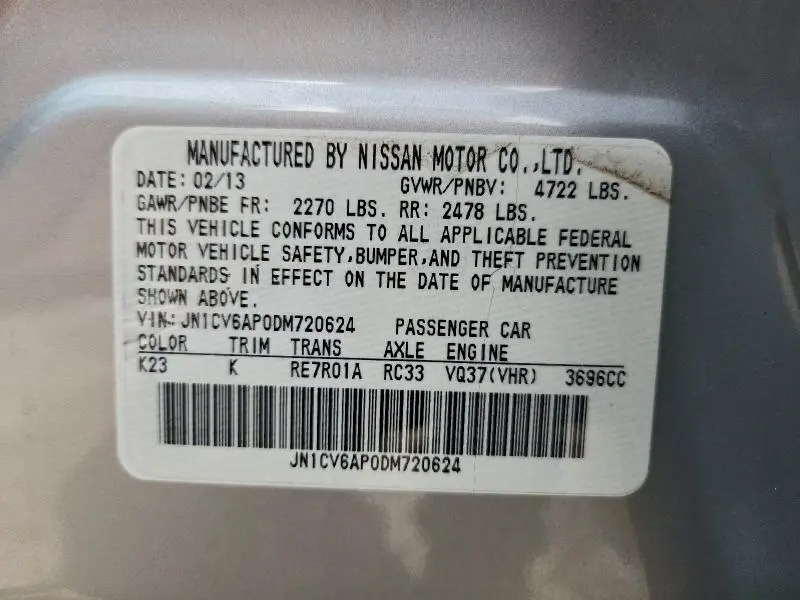 MANUFACTURED BY NISSAN MOTOR CO.,LTD.
DATE: 02/13 GVWR/PNBV: 4722 LBS.
GAWR/PNBE FR: 2270 LBS. RR: 2478 LBS.
THIS VEHICLE CONFORMS TO ALL APPLICABLE FEDERAL
MOTOR VEHICLE SAFETY,BUMPER,AND THEFT PREVENTION
STANDARDS IN EFFECT ON THE DATE OF MANUFACTURE
SHOWN ABOVE.
VIN: JN1CV6AP0DM720624 PASSENGER CAR
COLOR TRIM TRANS AXLE ENGINE
K23 K RE7R01A RC33 VQ37(VHR) 3696CC
JN1CV6AP0DM720624